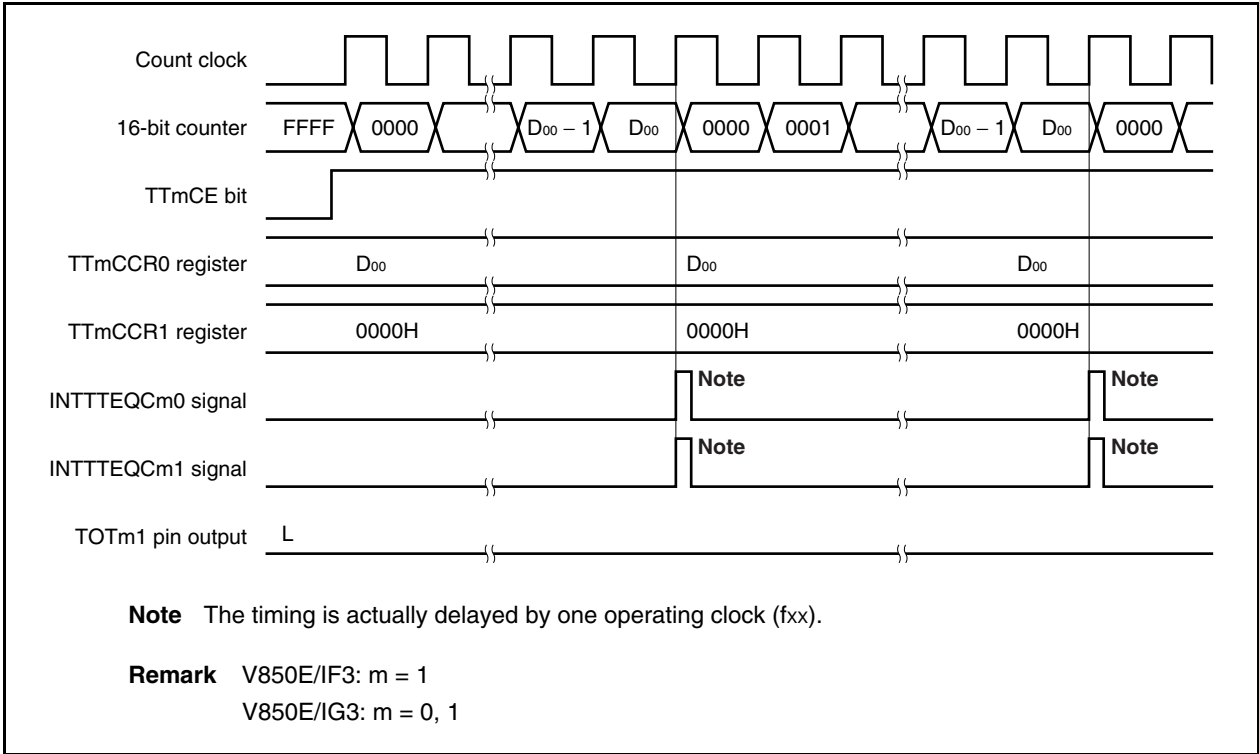 Count clock
16-bit counter FFFF 0000 D00 − 1 D00 0000 0001 D00 − 1 D00 0000
TTmCE bit
TTmCCR0 register D00 D00 D00
TTmCCR1 register 0000H 0000H 0000H
INTTTEQCm0 signal Note Note
INTTTEQCm1 signal Note Note
TOTm1 pin output L
Note The timing is actually delayed by one operating clock (fxx).
Remark V850E/IF3: m = 1
V850E/IG3: m = 0, 1